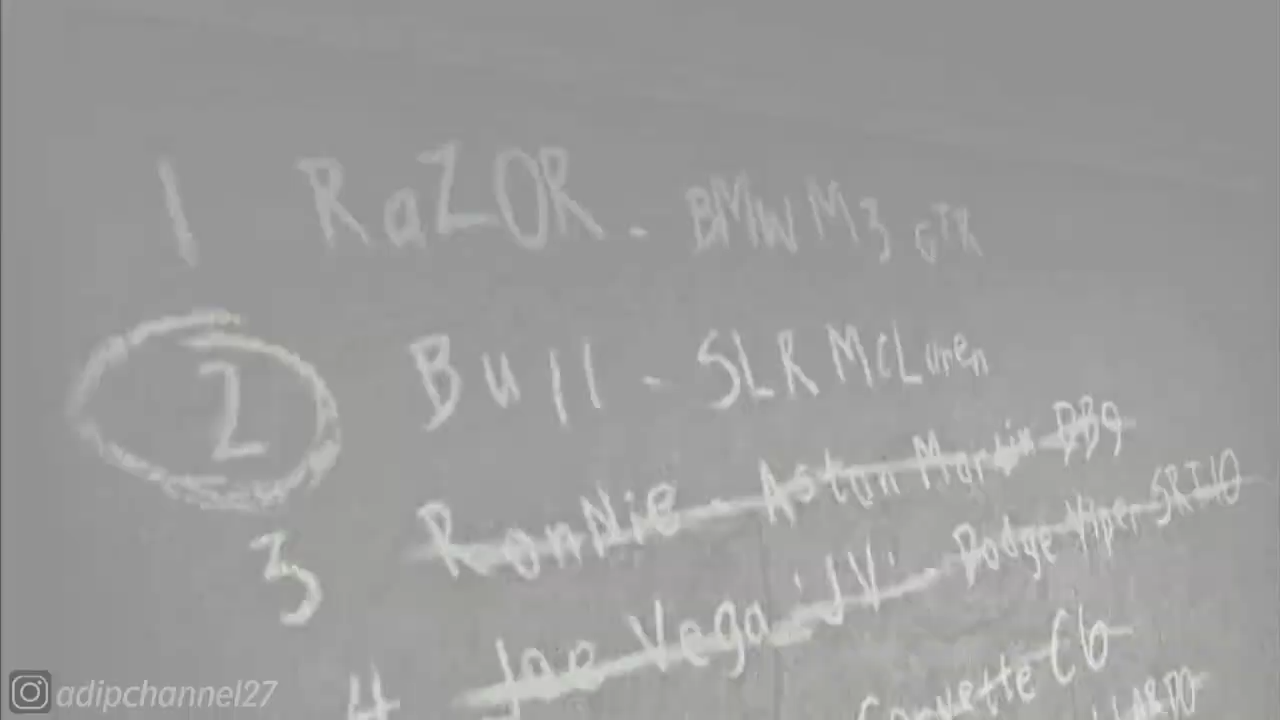 1 RaZOR - BMW M3 GTR
2 Bull - SLR McLaren
3 RonNie - Aston Martin DB9
4 Joe Vega 'JV' - Dodge Viper SRT10
Corvette C6
adipchannel27